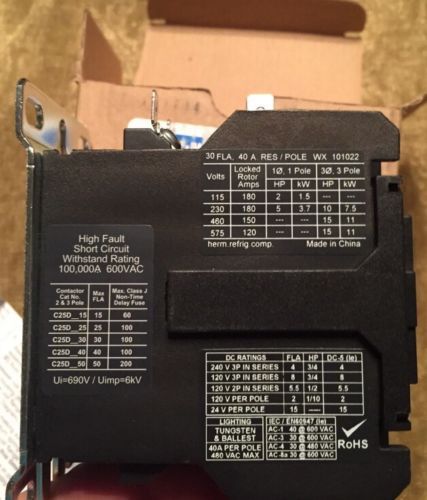 30 FLA, 40 A RES / POLE WX 101022
Volts Locked Rotor Amps 1Ø, 1 Pole 3Ø, 3 Pole
HP kW HP kW
115 180 2 1.5 --- ---
230 180 5 3.7 10 7.5
460 150 --- --- 15 11
575 120 --- --- 15 11
herm.refrig comp. Made in China
High Fault
Short Circuit
Withstand Rating
100,000A 600VAC
Contactor Cat No. 2 & 3 Pole Max FLA Max. Class J Non-Time Delay Fuse
C25D__15 15 60
C25D__25 25 100
C25D__30 30 100
C25D__40 40 100
C25D__50 50 200
Ui=690V / Uimp=6kV
DC RATINGS FLA HP DC-5 (Ie)
240 V 3P IN SERIES 4 3/4 4
120 V 3P IN SERIES 8 3/4 8
120 V 2P IN SERIES 5.5 1/2 5.5
120 V PER POLE 2 1/10 2
24 V PER POLE 15 --- 15
LIGHTING
TUNGSTEN
& BALLEST
40A PER POLE
480 VAC MAX
IEC / EN60947 (Ie)
AC-1 40 @ 600 VAC
AC-3 30 @ 600 VAC
AC-4 30 @ 480 VAC
AC-8a 30 @ 600 VAC
RoHS